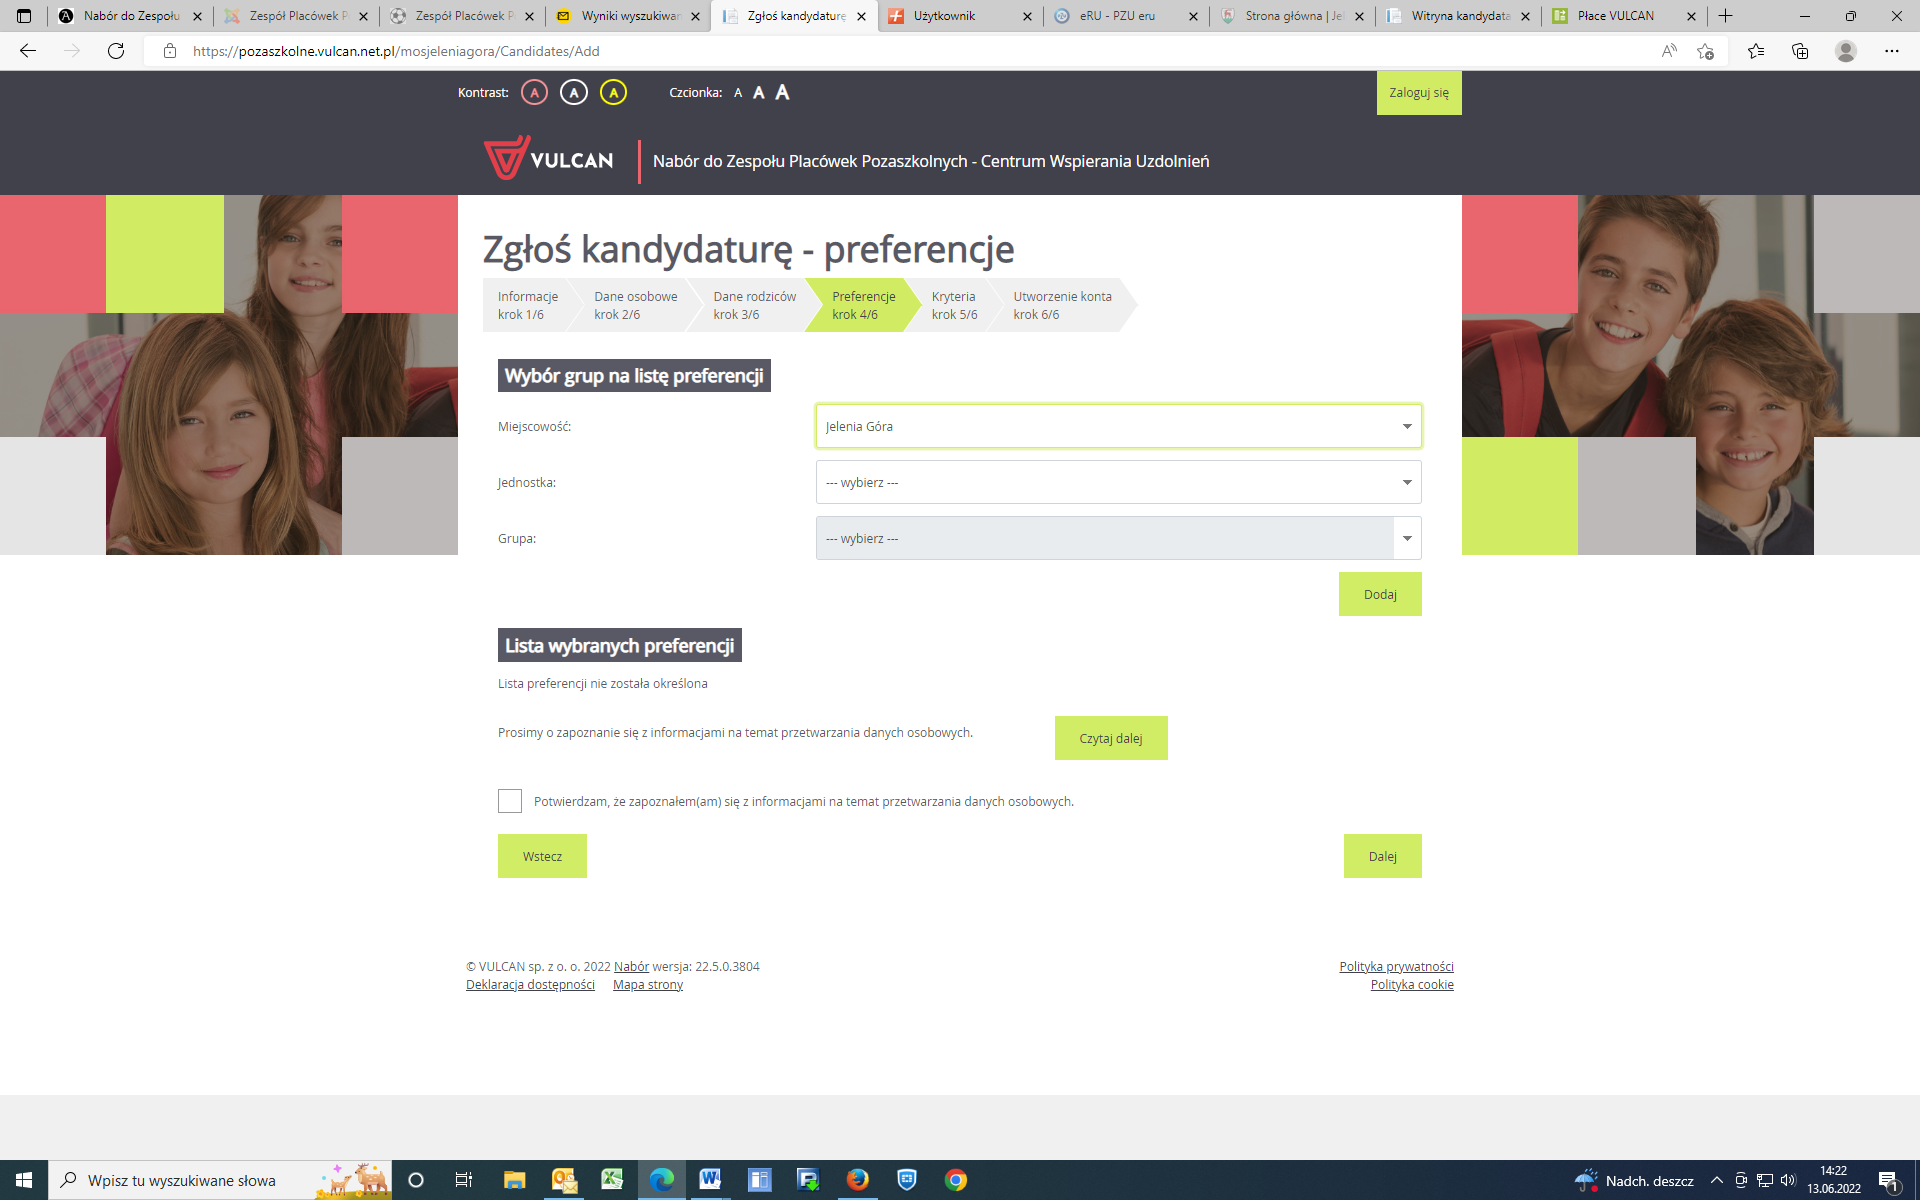 Nabór do Zespołu
Zespół Placówek P
Zespół Placówek P
Wyniki wyszukiwan
Zgłoś kandydaturę
Użytkownik
eRU - PZU eru
Strona główna | Jel
Witryna kandydata
Płace VULCAN
https://pozaszkolne.vulcan.net.pl/mosjeleniagora/Candidates/Add
Kontrast: A A A Czcionka: A A A
Zaloguj się
VULCAN
Nabór do Zespołu Placówek Pozaszkolnych - Centrum Wspierania Uzdolnień
Zgłoś kandydaturę - preferencje
Informacje
krok 1/6
Dane osobowe
krok 2/6
Dane rodziców
krok 3/6
Preferencje
krok 4/6
Kryteria
krok 5/6
Utworzenie konta
krok 6/6
Wybór grup na listę preferencji
Miejscowość: Jelenia Góra
Jednostka: --- wybierz ---
Grupa: --- wybierz ---
Dodaj
Lista wybranych preferencji
Lista preferencji nie została określona
Prosimy o zapoznanie się z informacjami na temat przetwarzania danych osobowych. Czytaj dalej
Potwierdzam, że zapoznałem(am) się z informacjami na temat przetwarzania danych osobowych.
Wstecz Dalej
© VULCAN sp. z o. o. 2022 Nabór wersja: 22.5.0.3804 Polityka prywatności
Deklaracja dostępności Mapa strony Polityka cookie
Wpisz tu wyszukiwane słowa
Nadch. deszcz
14:22
13.06.2022
1